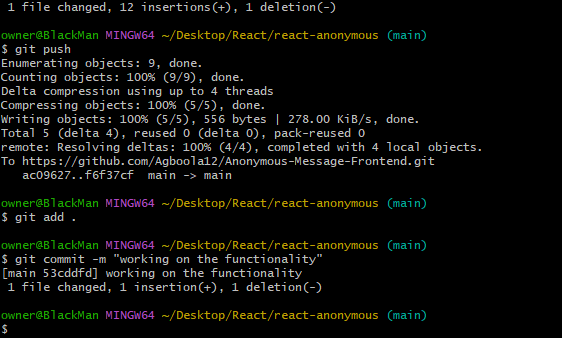 1 file changed, 12 insertions(+), 1 deletion(-)
owner@BlackMan MINGW64 ~/Desktop/React/react-anonymous (main)
$ git push
Enumerating objects: 9, done.
Counting objects: 100% (9/9), done.
Delta compression using up to 4 threads
Compressing objects: 100% (5/5), done.
Writing objects: 100% (5/5), 556 bytes | 278.00 KiB/s, done.
Total 5 (delta 4), reused 0 (delta 0), pack-reused 0
remote: Resolving deltas: 100% (4/4), completed with 4 local objects.
To https://github.com/Agboola12/Anonymous-Message-Frontend.git
ac09627..f6f37cf  main -> main
owner@BlackMan MINGW64 ~/Desktop/React/react-anonymous (main)
$ git add .
owner@BlackMan MINGW64 ~/Desktop/React/react-anonymous (main)
$ git commit -m "working on the functionality"
[main 53cddfd] working on the functionality
1 file changed, 1 insertion(+), 1 deletion(-)
owner@BlackMan MINGW64 ~/Desktop/React/react-anonymous (main)
$